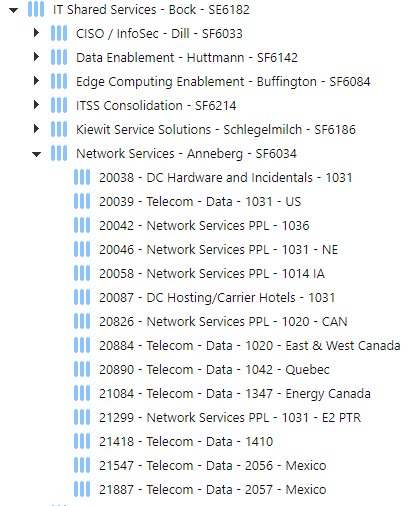 IT Shared Services - Bock - SE6182
CISO / InfoSec - Dill - SF6033
Data Enablement - Huttmann - SF6142
Edge Computing Enablement - Buffington - SF6084
ITSS Consolidation - SF6214
Kiewit Service Solutions - Schlegelmilch - SF6186
Network Services - Anneberg - SF6034
20038 - DC Hardware and Incidentals - 1031
20039 - Telecom - Data - 1031 - US
20042 - Network Services PPL - 1036
20046 - Network Services PPL - 1031 - NE
20058 - Network Services PPL - 1014 IA
20087 - DC Hosting/Carrier Hotels - 1031
20826 - Network Services PPL - 1020 - CAN
20884 - Telecom - Data - 1020 - East & West Canada
20890 - Telecom - Data - 1042 - Quebec
21084 - Telecom - Data - 1347 - Energy Canada
21299 - Network Services PPL - 1031 - E2 PTR
21418 - Telecom - Data - 1410
21547 - Telecom - Data - 2056 - Mexico
21887 - Telecom - Data - 2057 - Mexico